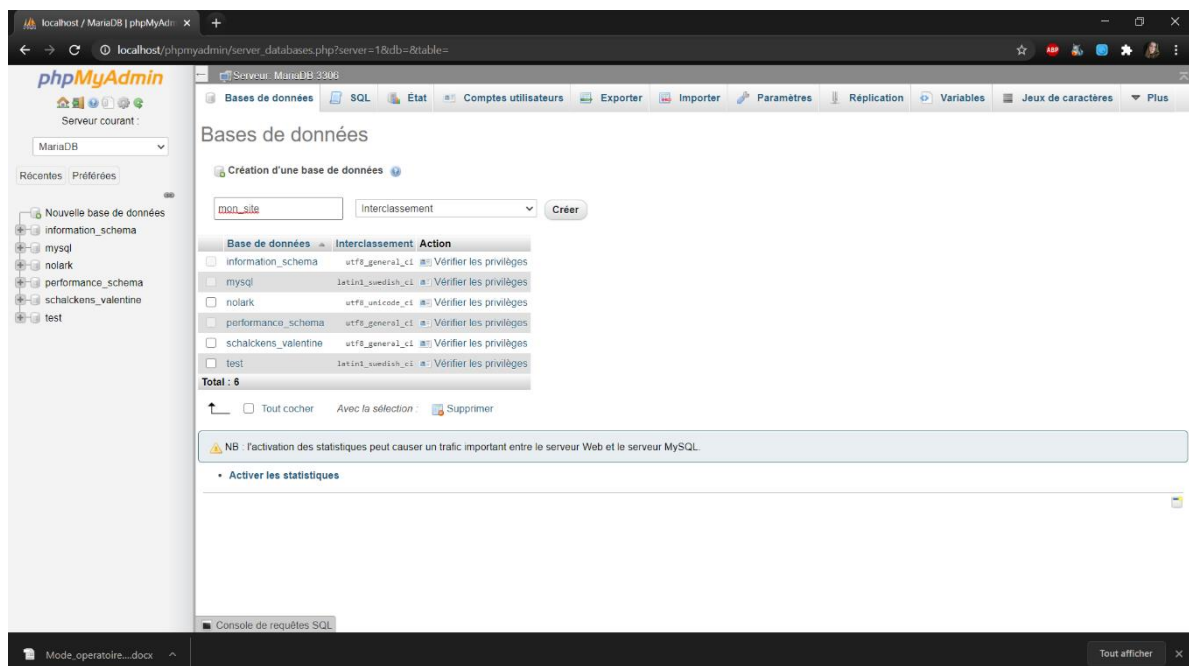 localhost / MariaDB | phpMyAdm
localhost/phpmyadmin/server_databases.php?server=1&db=&table=
ABP
phpMyAdmin
Serveur courant :
MariaDB
Récentes Préférées
Nouvelle base de données
information_schema
mysql
nolark
performance_schema
schalckens_valentine
test
Serveur: MariaDB:3306
Bases de données SQL État Comptes utilisateurs Exporter Importer Paramètres Réplication Variables Jeux de caractères Plus
Bases de données
Création d'une base de données
mon_site Interclassement Créer
Base de données Interclassement Action
information_schema utf8_general_ci Vérifier les privilèges
mysql latin1_swedish_ci Vérifier les privilèges
nolark utf8_unicode_ci Vérifier les privilèges
performance_schema utf8_general_ci Vérifier les privilèges
schalckens_valentine utf8_general_ci Vérifier les privilèges
test latin1_swedish_ci Vérifier les privilèges
Total : 6
Tout cocher Avec la sélection : Supprimer
NB : l'activation des statistiques peut causer un trafic important entre le serveur Web et le serveur MySQL.
• Activer les statistiques
Console de requêtes SQL
Mode_operatoire....docx
Tout afficher